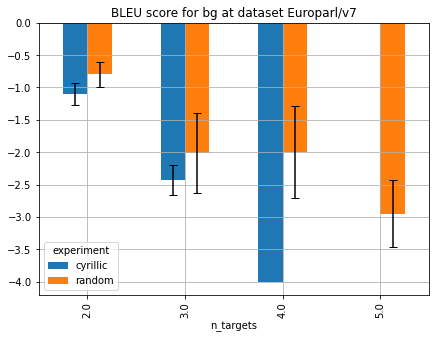 BLEU score for bg at dataset Europarl/v7
0.0
−0.5
−1.0
−1.5
−2.0
−2.5
−3.0
−3.5
−4.0
experiment
cyrillic
random
2.0
3.0
4.0
5.0
n_targets